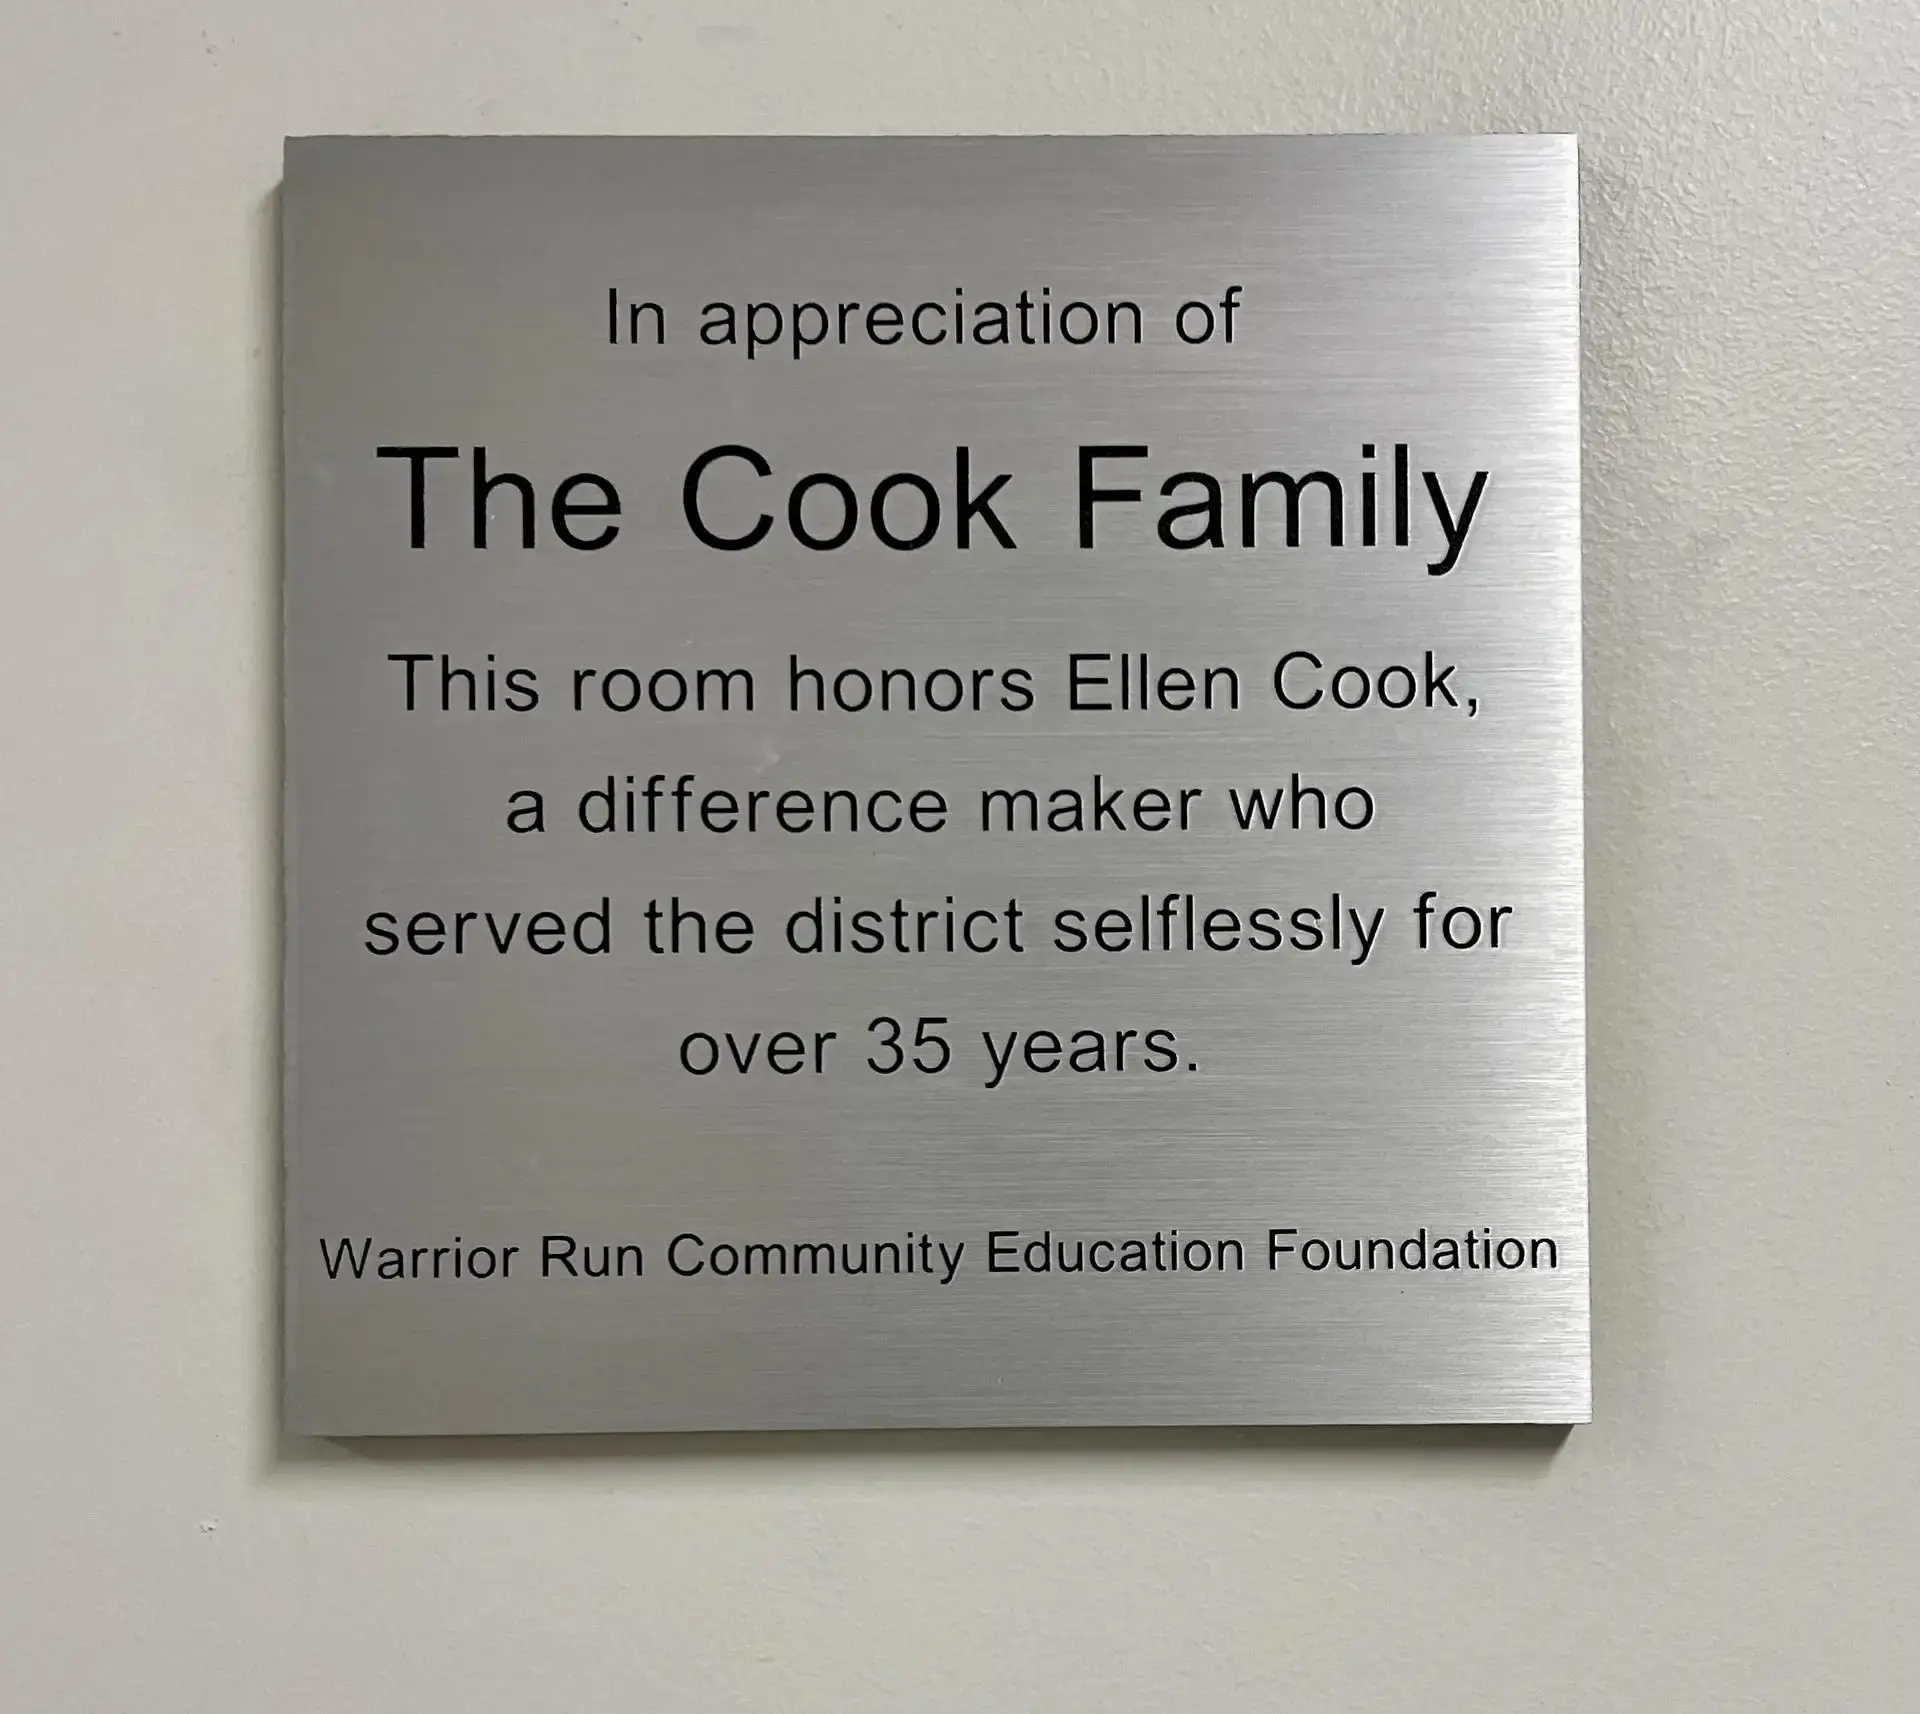 In appreciation of
The Cook Family
This room honors Ellen Cook,
a difference maker who
served the district selflessly for
over 35 years.
Warrior Run Community Education Foundation